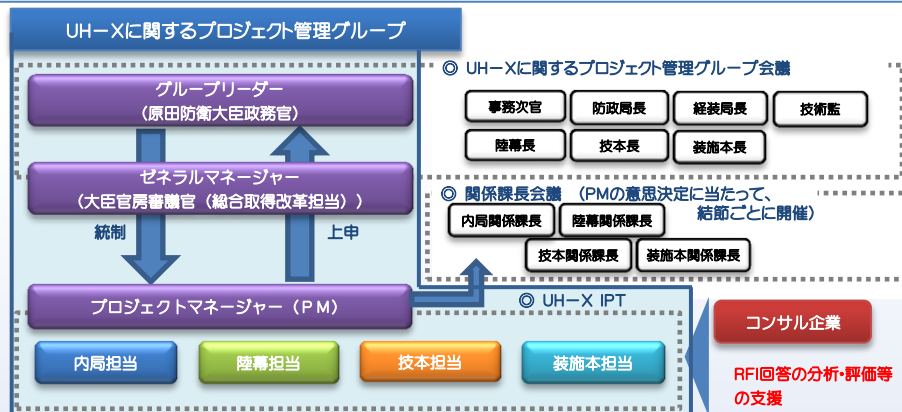 UH-Xに関するプロジェクト管理グループ
グループリーダー
(原田防衛大臣政務官)
ゼネラルマネージャー
(大臣官房審議官(総合取得改革担当))
統制
上申
プロジェクトマネージャー(PM)
◎ UH-Xに関するプロジェクト管理グループ会議
事務次官
防政局長
経装局長
技術監
陸幕長
技本長
装施本長
◎ 関係課長会議 (PMの意思決定に当たって、
結節ごとに開催)
内局関係課長
陸幕関係課長
技本関係課長
装施本関係課長
◎ UH-X IPT
内局担当
陸幕担当
技本担当
装施本担当
コンサル企業
RFI回答の分析・評価等
の支援